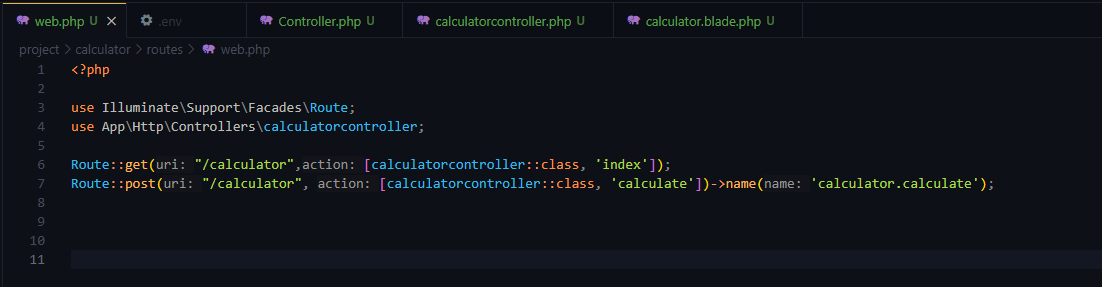 web.php U
.env
Controller.php U
calculatorcontroller.php U
calculator.blade.php U
project > calculator > routes > web.php
1 <?php
2
3 use Illuminate\Support\Facades\Route;
4 use App\Http\Controllers\calculatorcontroller;
5
6 Route::get(uri: "/calculator",action: [calculatorcontroller::class, 'index']);
7 Route::post(uri: "/calculator", action: [calculatorcontroller::class, 'calculate'])->name(name: 'calculator.calculate');
8
9
10
11